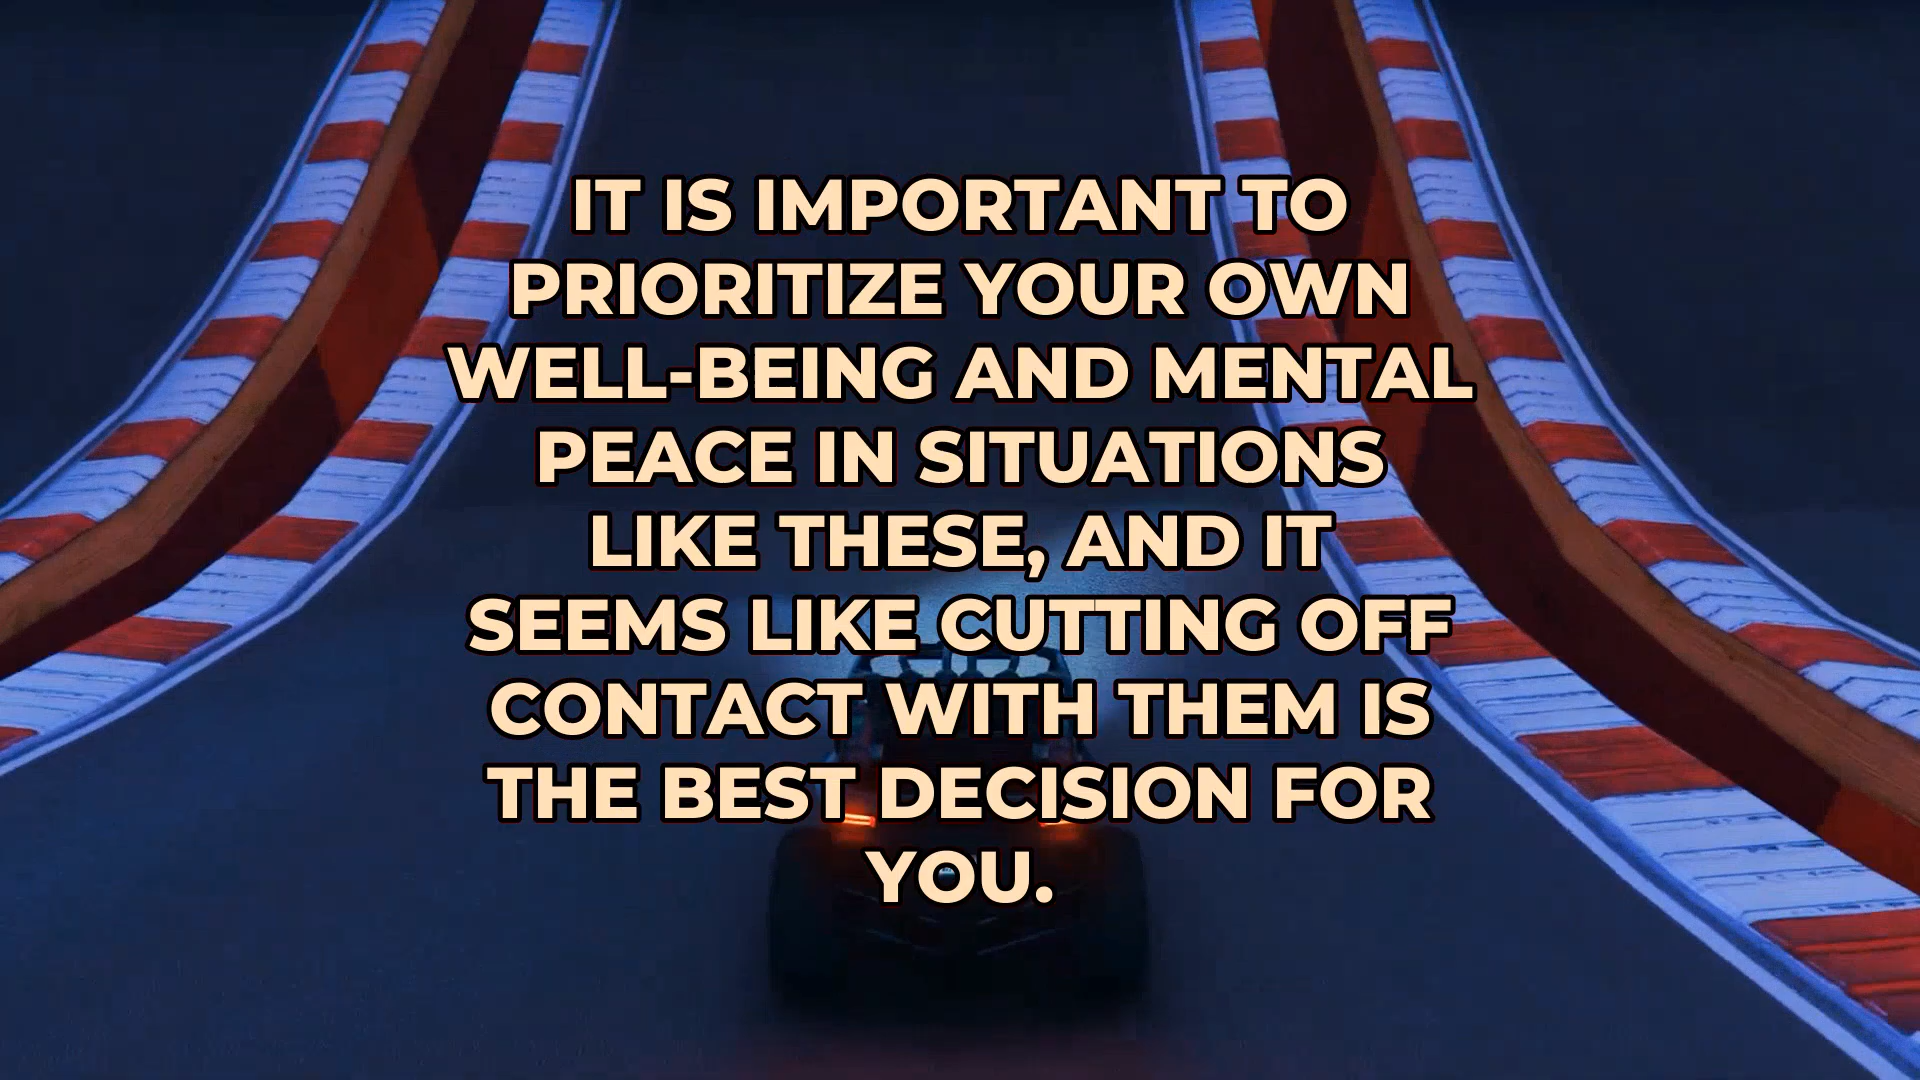 IT IS IMPORTANT TO
PRIORITIZE YOUR OWN
WELL-BEING AND MENTAL
PEACE IN SITUATIONS
LIKE THESE, AND IT
SEEMS LIKE CUTTING OFF
CONTACT WITH THEM IS
THE BEST DECISION FOR
YOU.